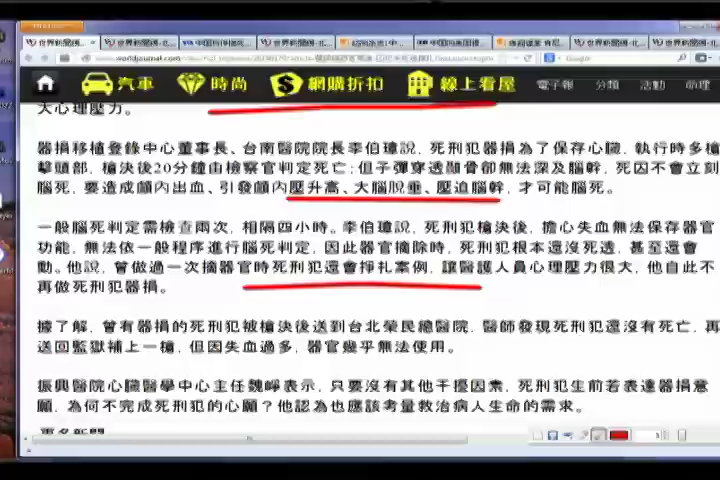 汽車 時尚 網購折扣 線上看屋 電子報 分類 活動 命理
大心理壓力。
器捐移植登錄中心董事長、台南醫院院長李伯璋說, 死刑犯器捐為了保存心臟, 執行時多槍
擊頭部, 槍決後20分鐘由檢察官判定死亡; 但子彈穿透顱骨卻無法深及腦幹, 死因不會立刻
腦死, 要造成顱內出血、引發顱內壓升高、大腦脫垂、壓迫腦幹, 才可能腦死。
一般腦死判定需檢查兩次, 相隔四小時。李伯璋說, 死刑犯槍決後, 擔心失血無法保存器官
功能, 無法依一般程序進行腦死判定, 因此器官摘除時, 死刑犯根本還沒死透, 甚至還會
動。他說, 曾做過一次摘器官時死刑犯還會掙扎案例, 讓醫護人員心理壓力很大, 他自此不
再做死刑犯器捐。
據了解, 曾有器捐的死刑犯被槍決後送到台北榮民總醫院, 醫師發現死刑犯還沒有死亡, 再
送回監獄補上一槍, 但因失血過多, 器官幾乎無法使用。
振興醫院心臟醫學中心主任魏崢表示, 只要沒有其他干擾因素, 死刑犯生前若表達器捐意
願, 為何不完成死刑犯的心願？他認為也應該考量救治病人生命的需求。